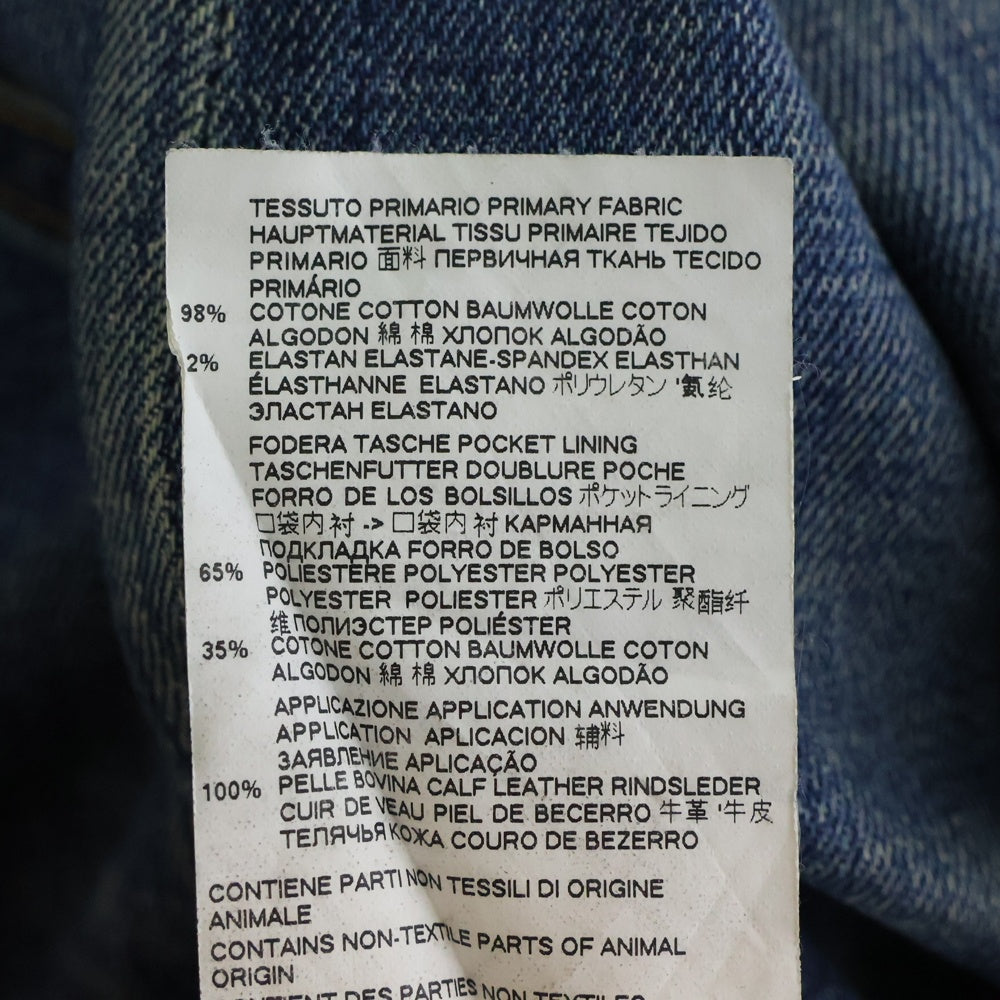 TESSUTO PRIMARIO PRIMARY FABRIC
HAUPTMATERIAL TISSU PRIMAIRE TEJIDO
PRIMARIO 面料 ПЕРВИЧНАЯ ТКАНЬ TECIDO
PRIMÁRIO
98% COTONE COTTON BAUMWOLLE COTON
ALGODON 綿 棉 ХЛОПОК ALGODÃO
2% ELASTAN ELASTANE-SPANDEX ELASTHAN
ÉLASTHANNE ELASTANO ポリウレタン '氨纶
ЭЛАСТАН ELASTANO
FODERA TASCHE POCKET LINING
TASCHENFUTTER DOUBLURE POCHE
FORRO DE LOS BOLSILLOS ポケットライニング
口袋内衬 -> 口袋内衬 КАРМАННАЯ
ПОДКЛАДКА FORRO DE BOLSO
65% POLIESTERE POLYESTER POLYESTER
POLYESTER POLIESTER ポリエステル 聚酯纤
维 ПОЛИЭСТЕР POLIÉSTER
35% COTONE COTTON BAUMWOLLE COTON
ALGODON 綿 棉 ХЛОПОК ALGODÃO
APPLICAZIONE APPLICATION ANWENDUNG
APPLICATION APLICACION 辅料
ЗАЯВЛЕНИЕ APLICAÇÃO
100% PELLE BOVINA CALF LEATHER RINDSLEDER
CUIR DE VEAU PIEL DE BECERRO 牛革 '牛皮
ТЕЛЯЧЬЯ КОЖА COURO DE BEZERRO
CONTIENE PARTI NON TESSILI DI ORIGINE
ANIMALE
CONTAINS NON-TEXTILE PARTS OF ANIMAL
ORIGIN
CONTIENT DES PARTIES NON TEXTILES